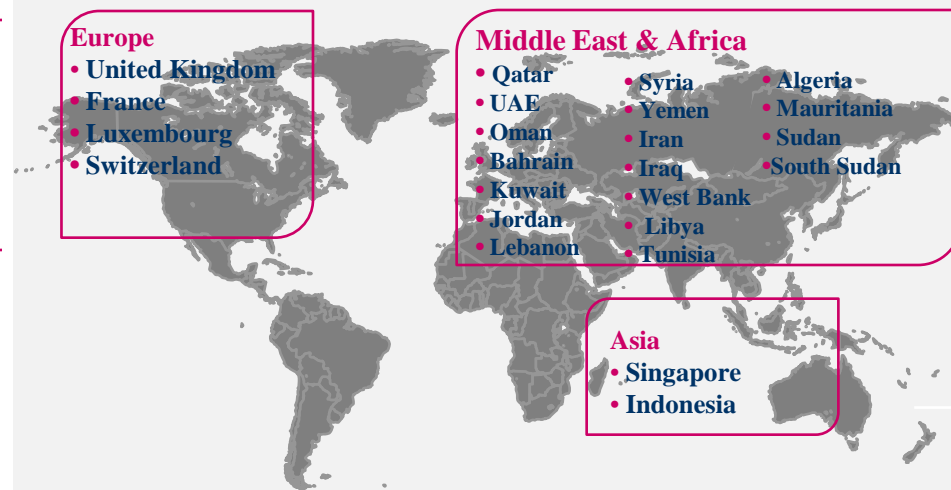 Europe
• United Kingdom
• France
• Luxembourg
• Switzerland
Middle East & Africa
• Qatar
• UAE
• Oman
• Bahrain
• Kuwait
• Jordan
• Lebanon
• Syria
• Yemen
• Iran
• Iraq
• West Bank
• Libya
• Tunisia
• Algeria
• Mauritania
• Sudan
• South Sudan
Asia
• Singapore
• Indonesia